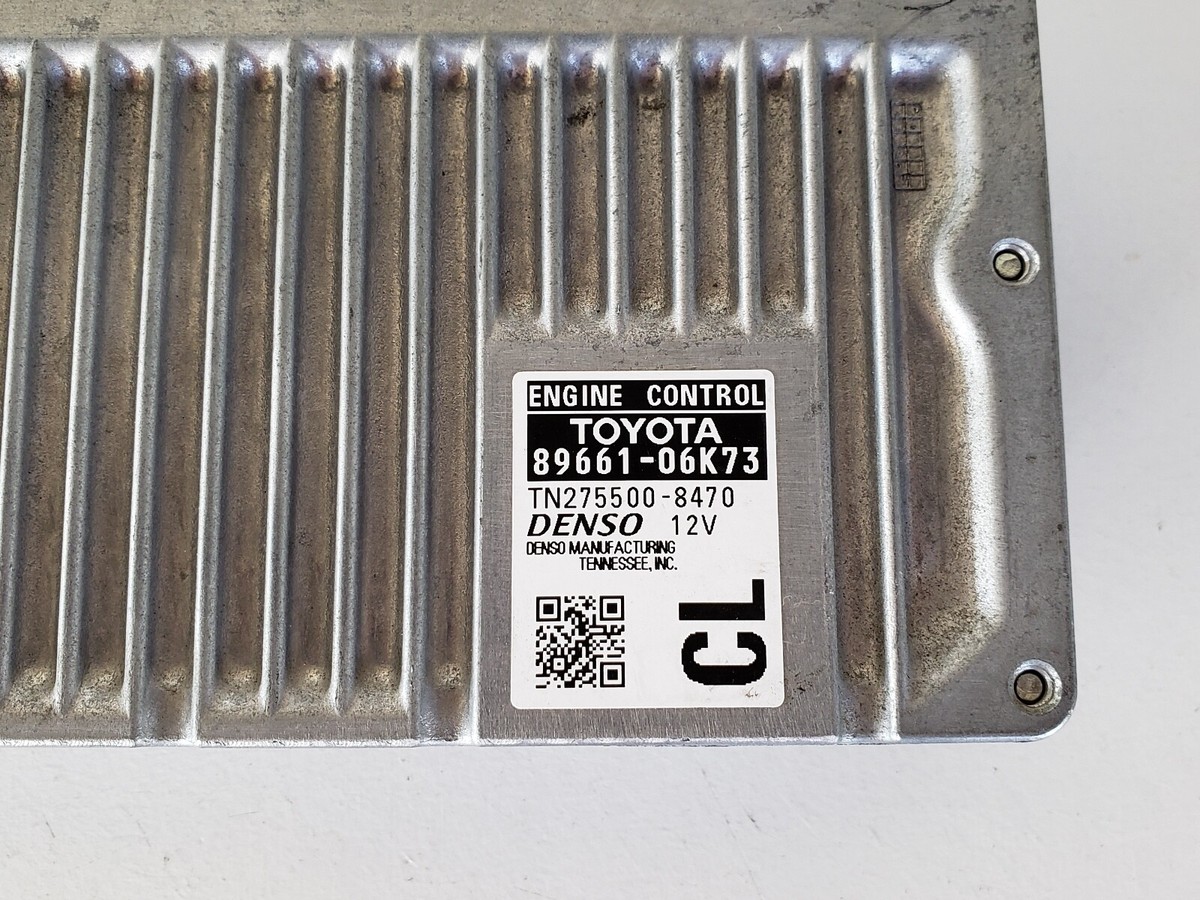 ENGINE CONTROL
TOYOTA
89661-06K73
TN275500-8470
DENSO 12V
DENSO MANUFACTURING
TENNESSEE, INC.
CL